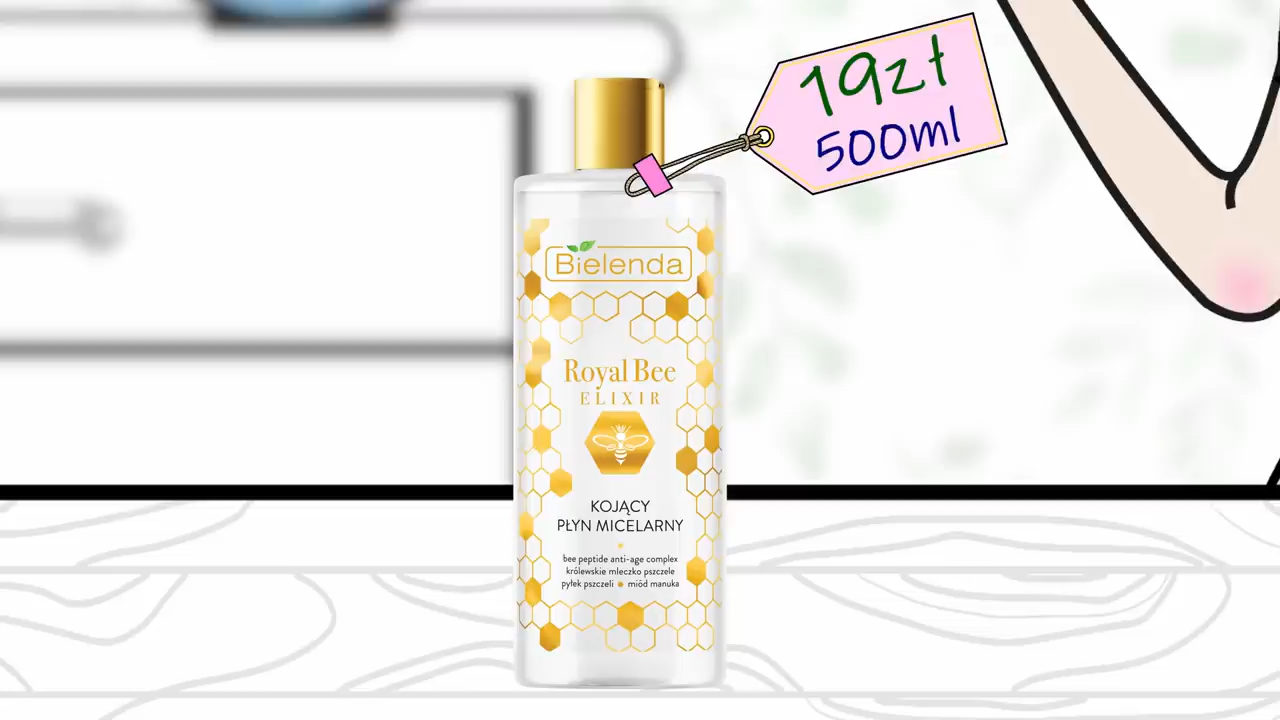 19zł
500ml
Bielenda
Royal Bee
ELIXIR
KOJĄCY
PŁYN MICELARNY
bee peptide anti-age complex
królewskie mleczko pszczele
pyłek pszczeli • miód manuka